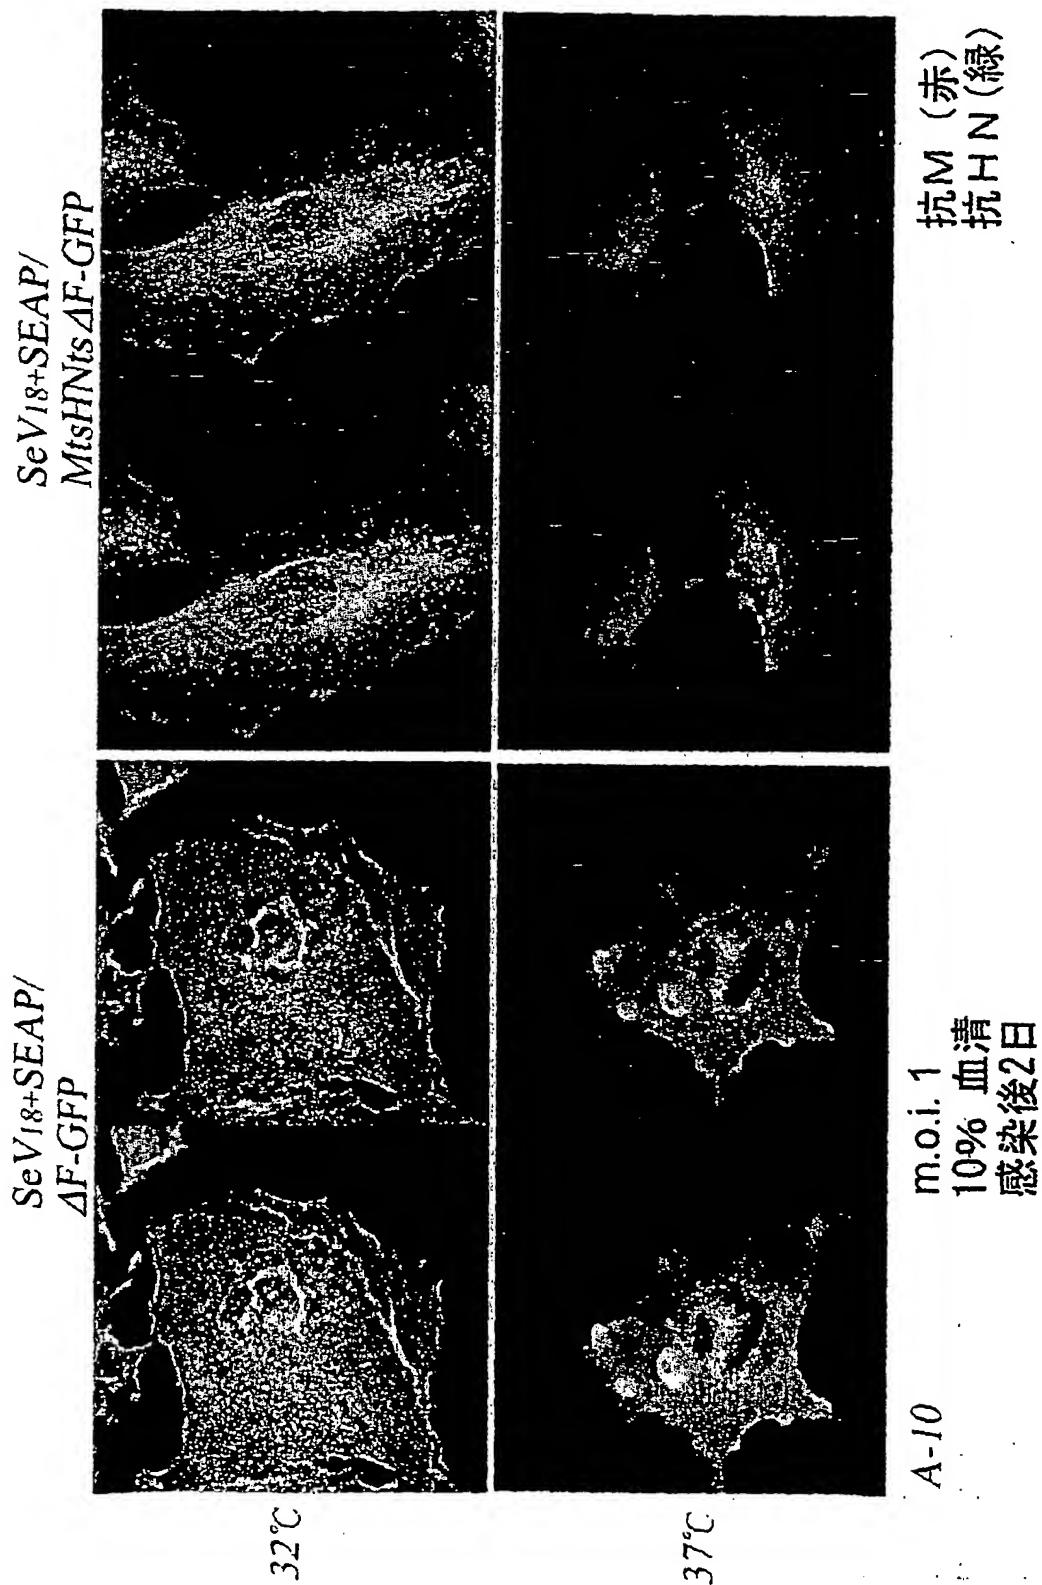 SeV18+SEAP/
ΔF-GFP
SeV18+SEAP/
MtsHNtsΔF-GFP
32℃
37℃
A-10
m.o.i. 1
10% 血清
感染後2日
抗M (赤)
抗HN (緑)